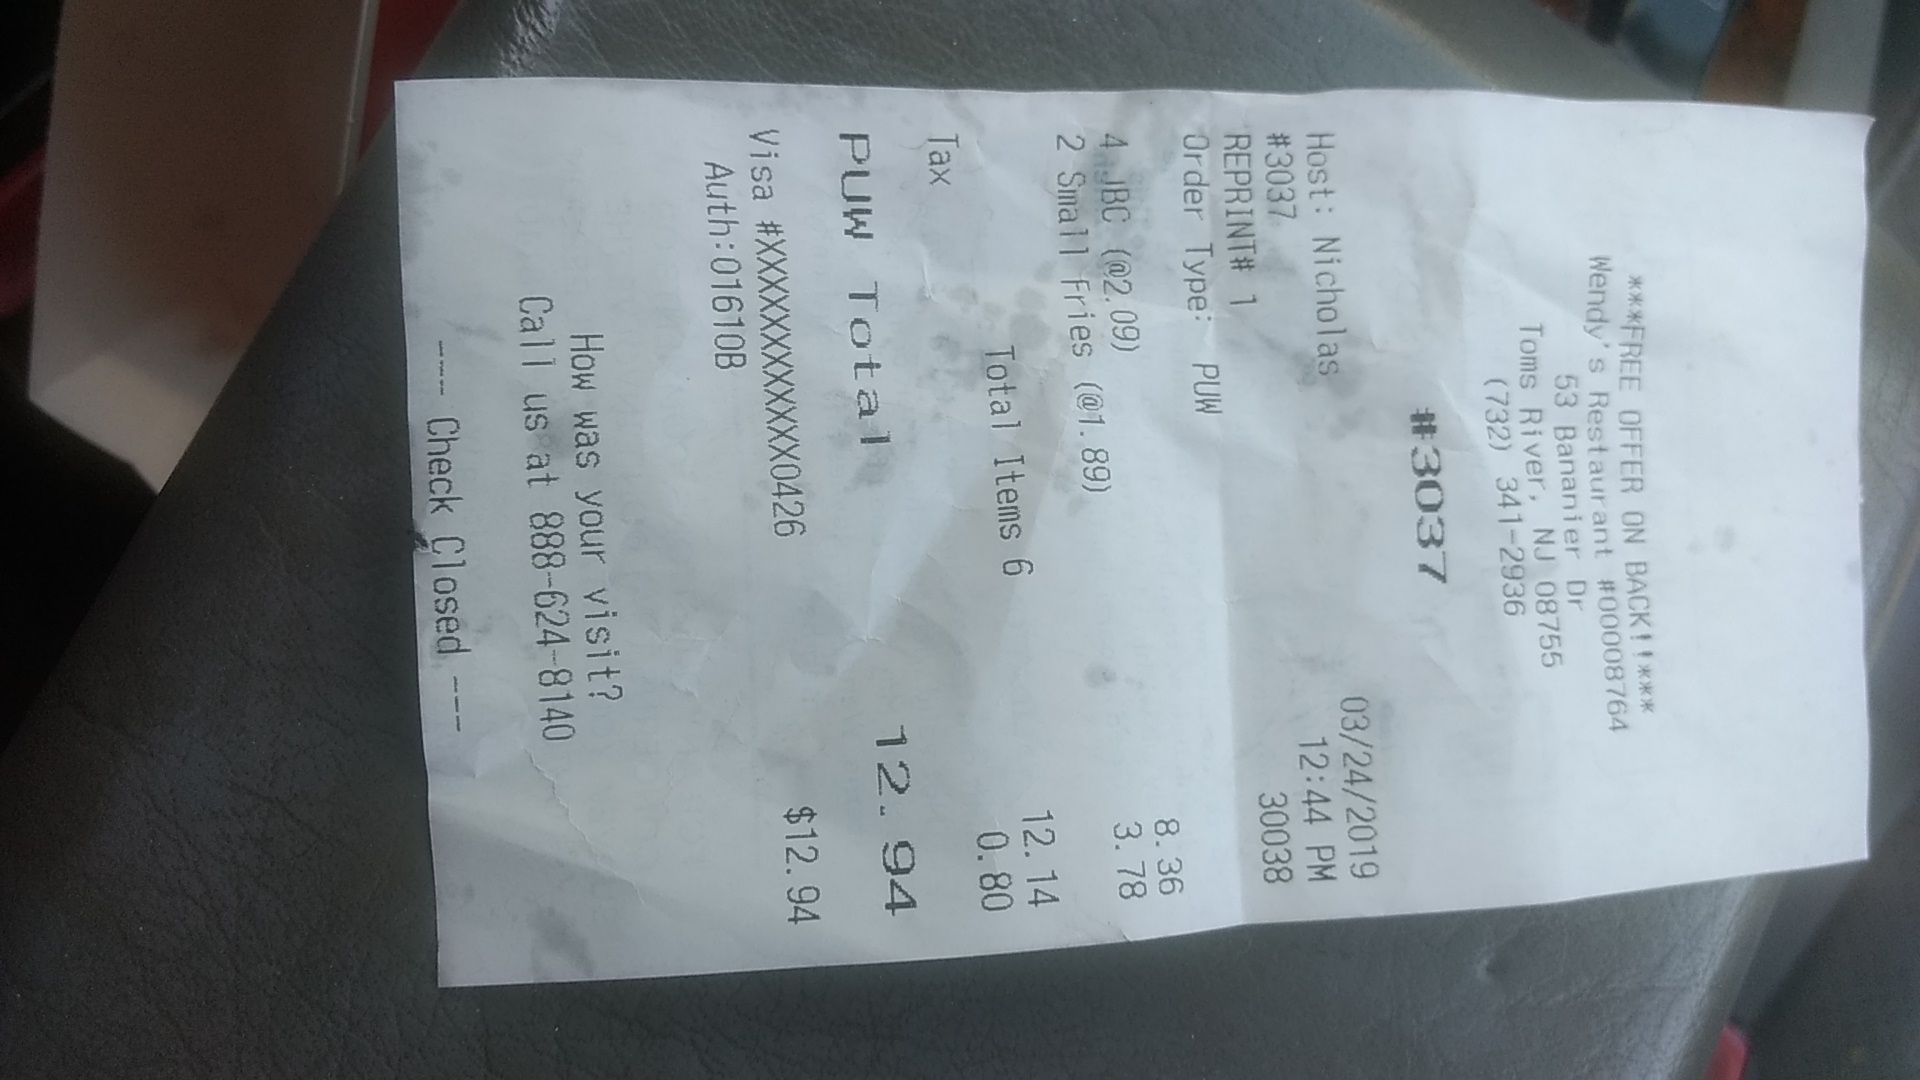 ***FREE OFFER ON BACK!!***
Wendy's Restaurant #00008764
53 Bananier Dr
Toms River, NJ 08755
(732) 341-2936
#3037
Host: Nicholas 03/24/2019
#3037 12:44 PM
REPRINT# 1 30038
Order Type: PUW
4 JBC (@2.09) 8.36
2 Small Fries (@1.89) 3.78
Total Items 6
12.14
Tax 0.80
PUW Total 12.94
Visa #XXXXXXXXXXXX0426 $12.94
Auth:01610B
How was your visit?
Call us at 888-624-8140
--- Check Closed ---